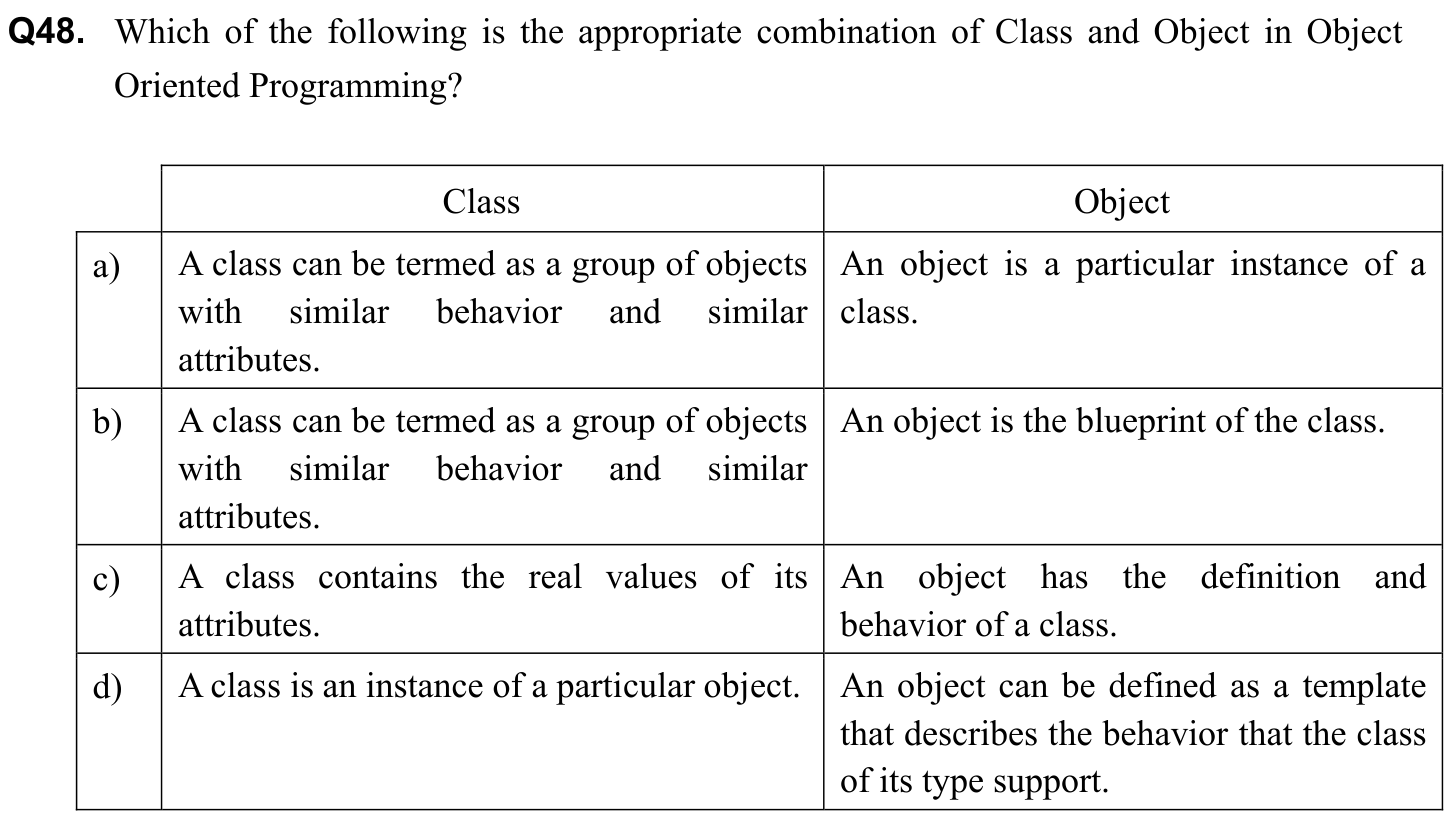 Q48. Which of the following is the appropriate combination of Class and Object in Object
Oriented Programming?
Class Object
a) A class can be termed as a group of objects
with similar behavior and similar
attributes.
An object is a particular instance of a
class.
b) A class can be termed as a group of objects
with similar behavior and similar
attributes.
An object is the blueprint of the class.
c) A class contains the real values of its
attributes.
An object has the definition and
behavior of a class.
d) A class is an instance of a particular object.
An object can be defined as a template
that describes the behavior that the class
of its type support.